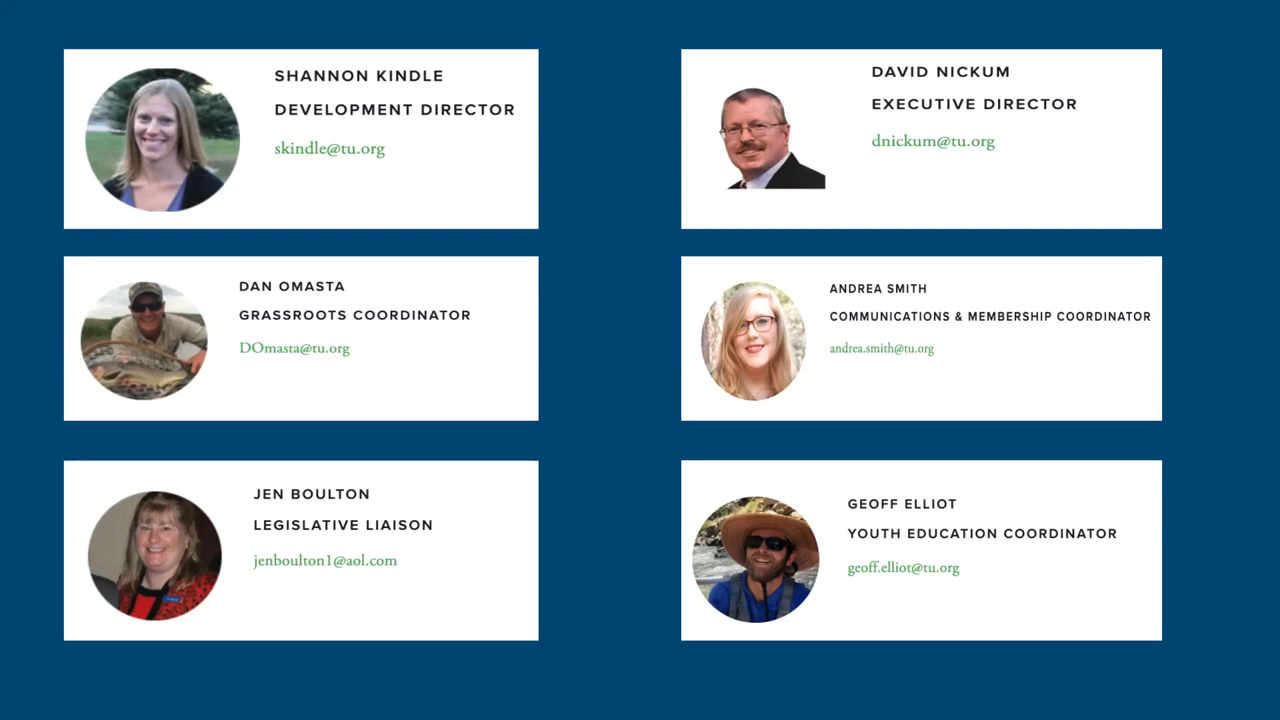 SHANNON KINDLE
DEVELOPMENT DIRECTOR
skindle@tu.org
DAVID NICKUM
EXECUTIVE DIRECTOR
dnickum@tu.org
DAN OMASTA
GRASSROOTS COORDINATOR
DOmasta@tu.org
ANDREA SMITH
COMMUNICATIONS & MEMBERSHIP COORDINATOR
andrea.smith@tu.org
JEN BOULTON
LEGISLATIVE LIAISON
jenboulton1@aol.com
GEOFF ELLIOT
YOUTH EDUCATION COORDINATOR
geoff.elliot@tu.org